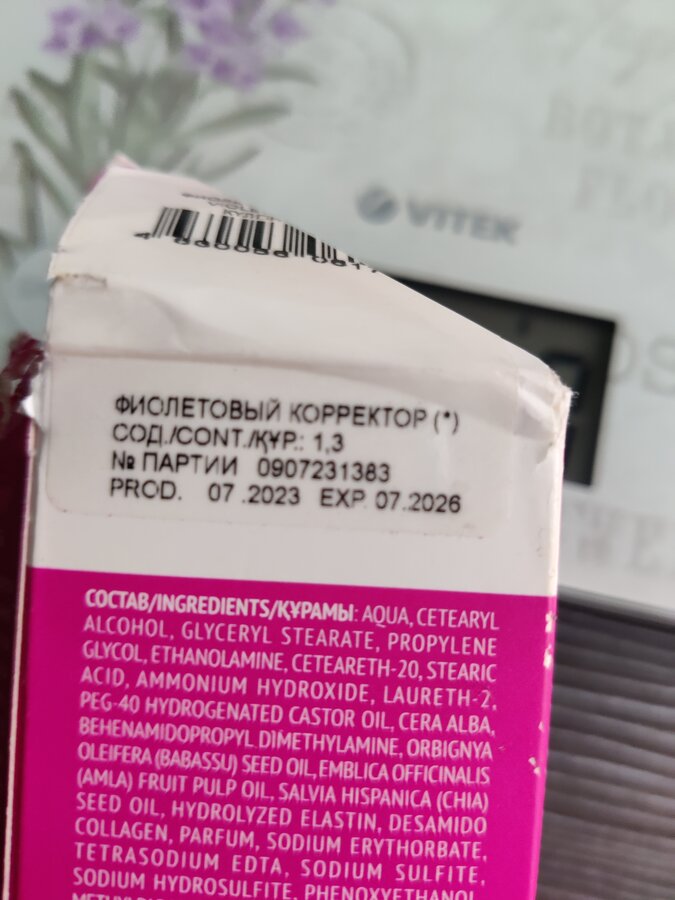 VITEK
ФИОЛЕТОВЫЙ КОРРЕКТОР (*)
СОД./CONT./ҚҰР.: 1,3
№ ПАРТИИ 0907231383
PROD. 07 .2023 EXP. 07.2026
СОСТАВ/INGREDIENTS/ҚҰРАМЫ: AQUA, CETEARYL
ALCOHOL, GLYCERYL STEARATE, PROPYLENE
GLYCOL, ETHANOLAMINE, CETEARETH-20, STEARIC
ACID, AMMONIUM HYDROXIDE, LAURETH-2,
PEG-40 HYDROGENATED CASTOR OIL, CERA ALBA,
BEHENAMIDOPROPYL DIMETHYLAMINE, ORBIGNYA
OLEIFERA (BABASSU) SEED OIL, EMBLICA OFFICINALIS
(AMLA) FRUIT PULP OIL, SALVIA HISPANICA (CHIA)
SEED OIL, HYDROLYZED ELASTIN, DESAMIDO
COLLAGEN, PARFUM, SODIUM ERYTHORBATE,
TETRASODIUM EDTA, SODIUM SULFITE,
SODIUM HYDROSULFITE, PHENOXYETHANOL,